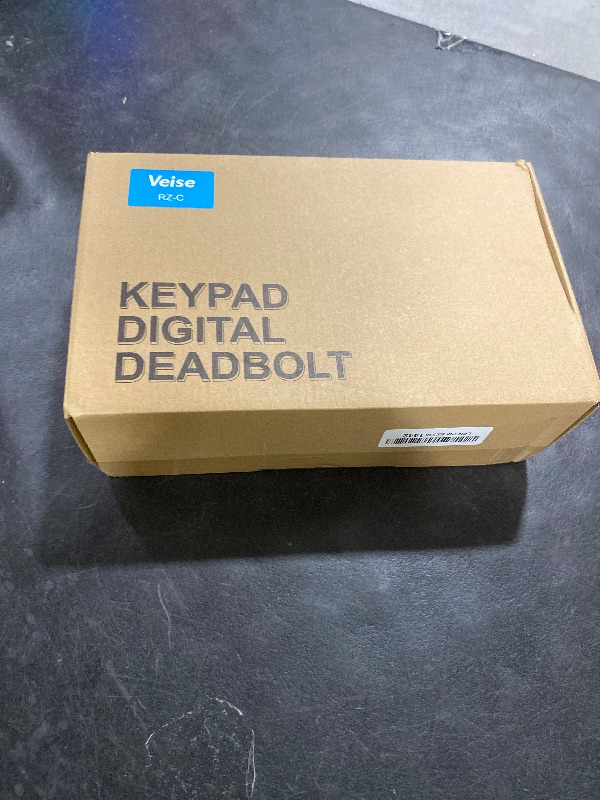 Veise
RZ-C
KEYPAD
DIGITAL
DEADBOLT